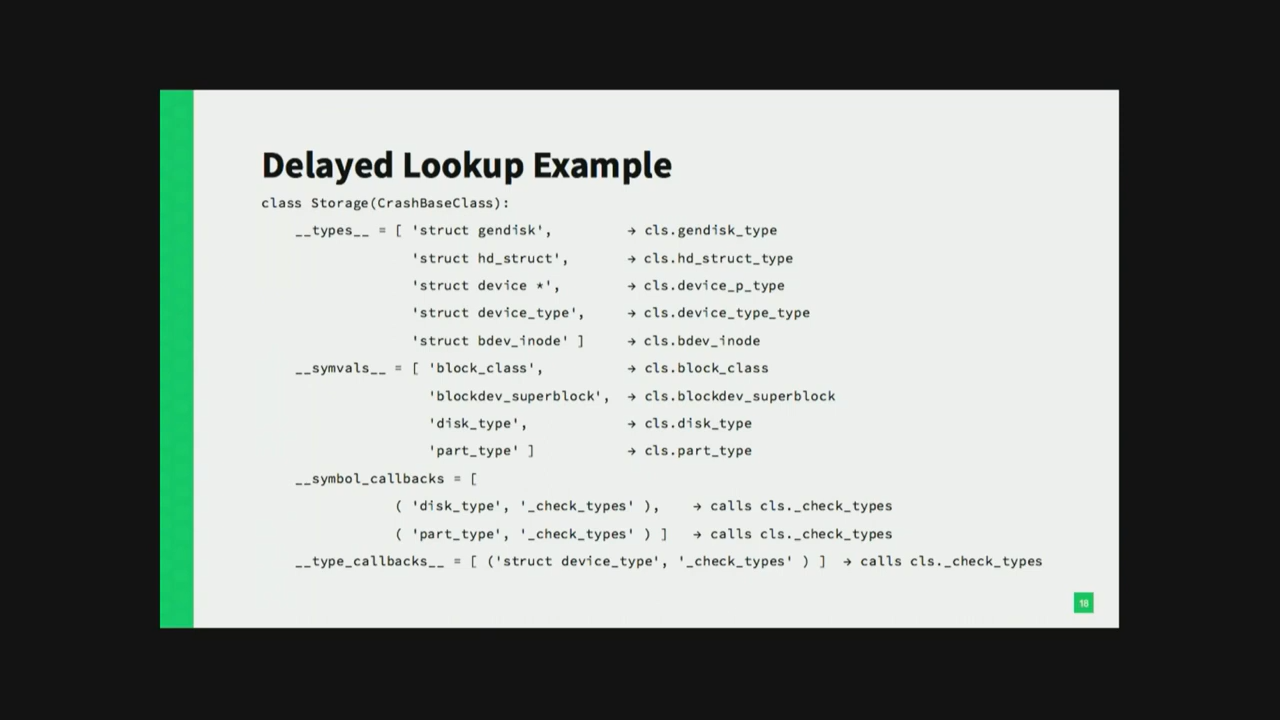 Delayed Lookup Example
class Storage(CrashBaseClass):
__types__ = [ 'struct gendisk', → cls.gendisk_type
'struct hd_struct', → cls.hd_struct_type
'struct device *', → cls.device_p_type
'struct device_type', → cls.device_type_type
'struct bdev_inode' ] → cls.bdev_inode
__symvals__ = [ 'block_class', → cls.block_class
'blockdev_superblock', → cls.blockdev_superblock
'disk_type', → cls.disk_type
'part_type' ] → cls.part_type
__symbol_callbacks = [
( 'disk_type', '_check_types' ), → calls cls._check_types
( 'part_type', '_check_types' ) ] → calls cls._check_types
__type_callbacks__ = [ ('struct device_type', '_check_types' ) ] → calls cls._check_types
18